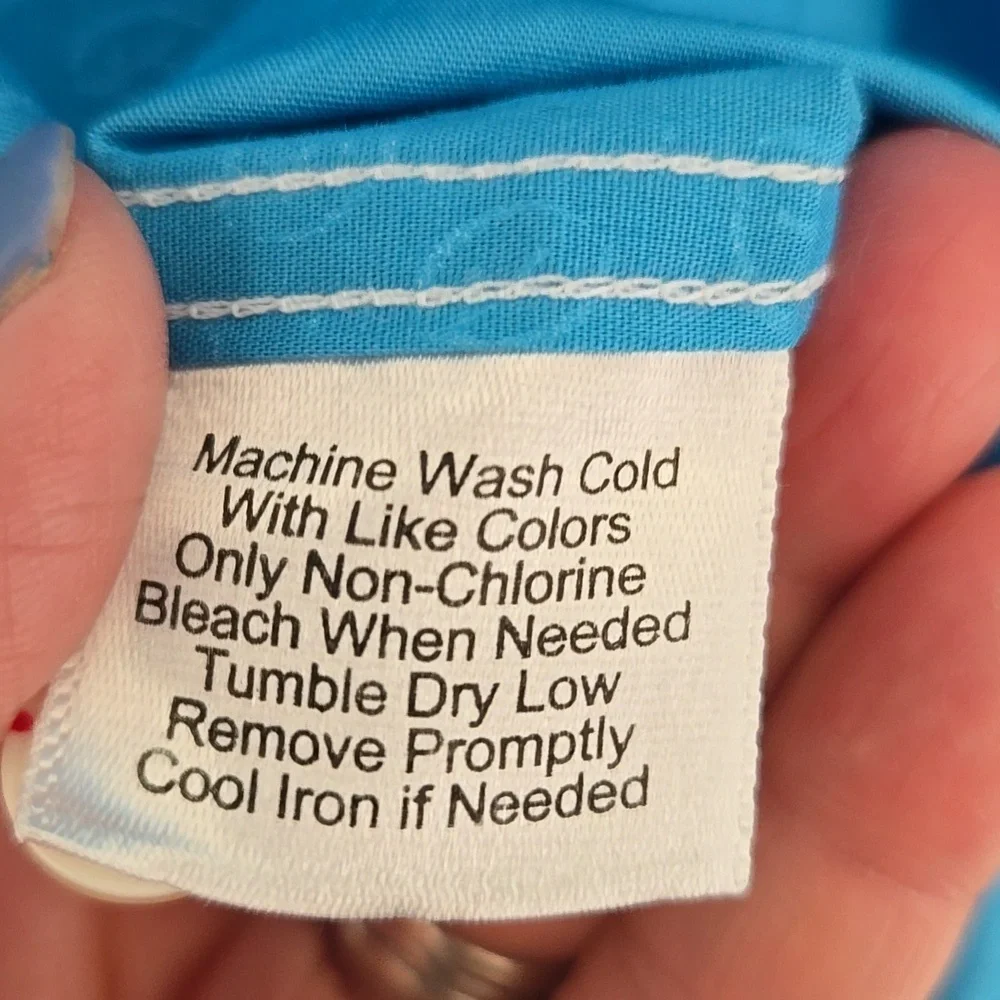 Machine Wash Cold
With Like Colors
Only Non-Chlorine
Bleach When Needed
Tumble Dry Low
Remove Promptly
Cool Iron if Needed